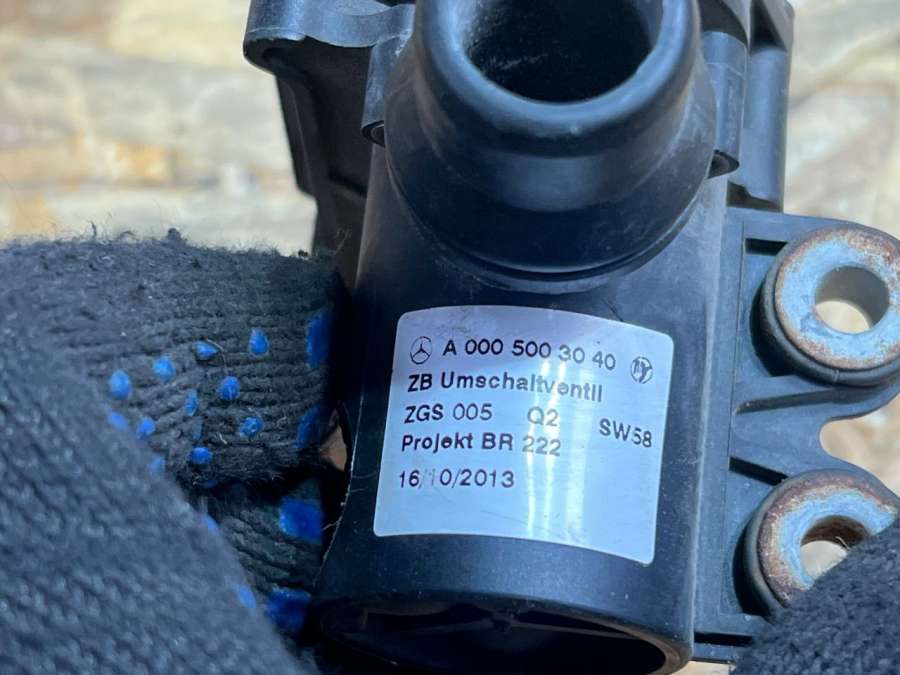 A 000 500 30 40
ZB Umschaltventil
ZGS 005 Q2 SW58
Projekt BR 222
16/10/2013